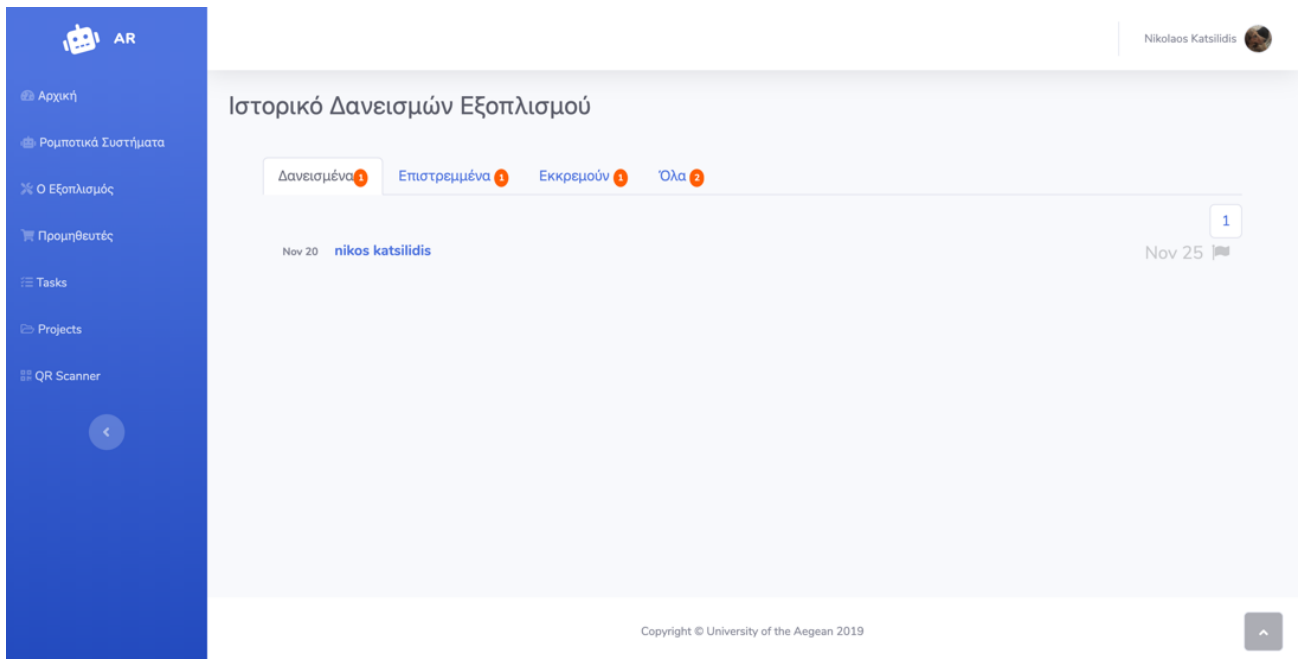 AR
Nikolaos Katsilidis
Αρχική
Ρομποτικά Συστήματα
Ο Εξοπλισμός
Προμηθευτές
Tasks
Projects
QR Scanner
Ιστορικό Δανεισμών Εξοπλισμού
Δανεισμένα 1 Επιστρεμμένα 1 Εκκρεμούν 1 Όλα 2
1
Nov 20 nikos katsilidis Nov 25
Copyright © University of the Aegean 2019